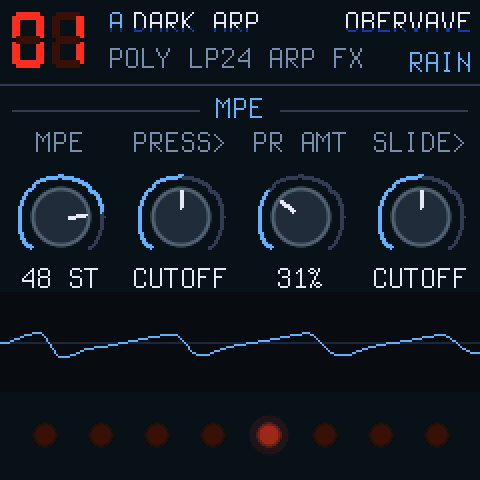 01 A DARK ARP OBERVAVE
POLY LP24 ARP FX RAIN
MPE
MPE PRESS> PR AMT SLIDE>
48 ST CUTOFF 31% CUTOFF